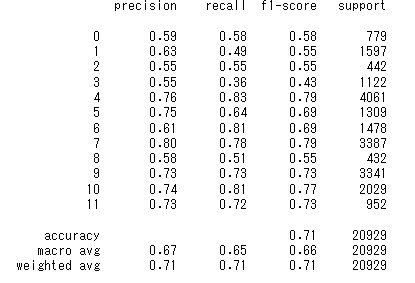 precision recall f1-score support
0 0.59 0.58 0.58 779
1 0.63 0.49 0.55 1597
2 0.55 0.55 0.55 442
3 0.55 0.36 0.43 1122
4 0.76 0.83 0.79 4061
5 0.75 0.64 0.69 1309
6 0.61 0.81 0.69 1478
7 0.80 0.78 0.79 3387
8 0.58 0.51 0.55 432
9 0.73 0.73 0.73 3341
10 0.74 0.81 0.77 2029
11 0.73 0.72 0.73 952
accuracy 0.71 20929
macro avg 0.67 0.65 0.66 20929
weighted avg 0.71 0.71 0.71 20929